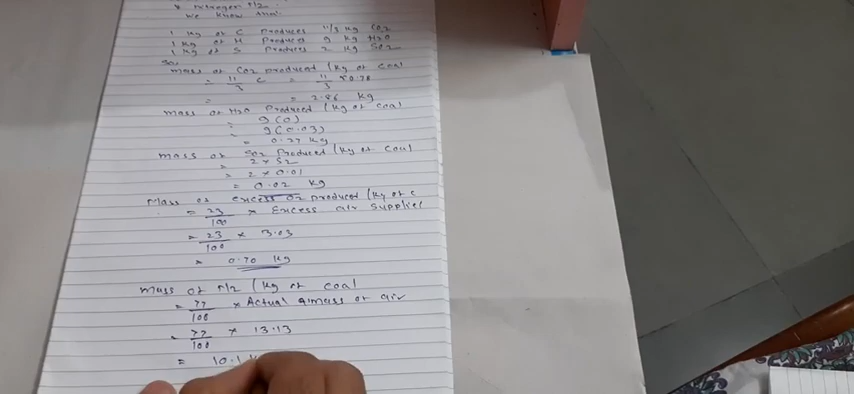 & Nitrogen N2.
We know that
1 kg of C Produces 11/3 kg CO2
1 kg of H Produces 9 kg H2O
1 kg of S Produces 2 kg SO2
So,
mass of CO2 produced / kg of coal
= 11/3 C = 11/3 × 0.78
= = 2.86 kg
mass of H2O Produced / kg of coal
= 9(0)
= 9(0.03)
= 0.27 kg
mass of SO2 Produced / kg of coal
= 2 × S2
= 2 × 0.01
= 0.02 kg
Mass of excess O2 produced / kg of c
= 23/100 × Excess air supplied
= 23/100 × 3.03
= 0.70 kg
mass of N2 / kg of coal
= 77/100 × Actual mass of air
= 77/100 × 13.13
= 10.1